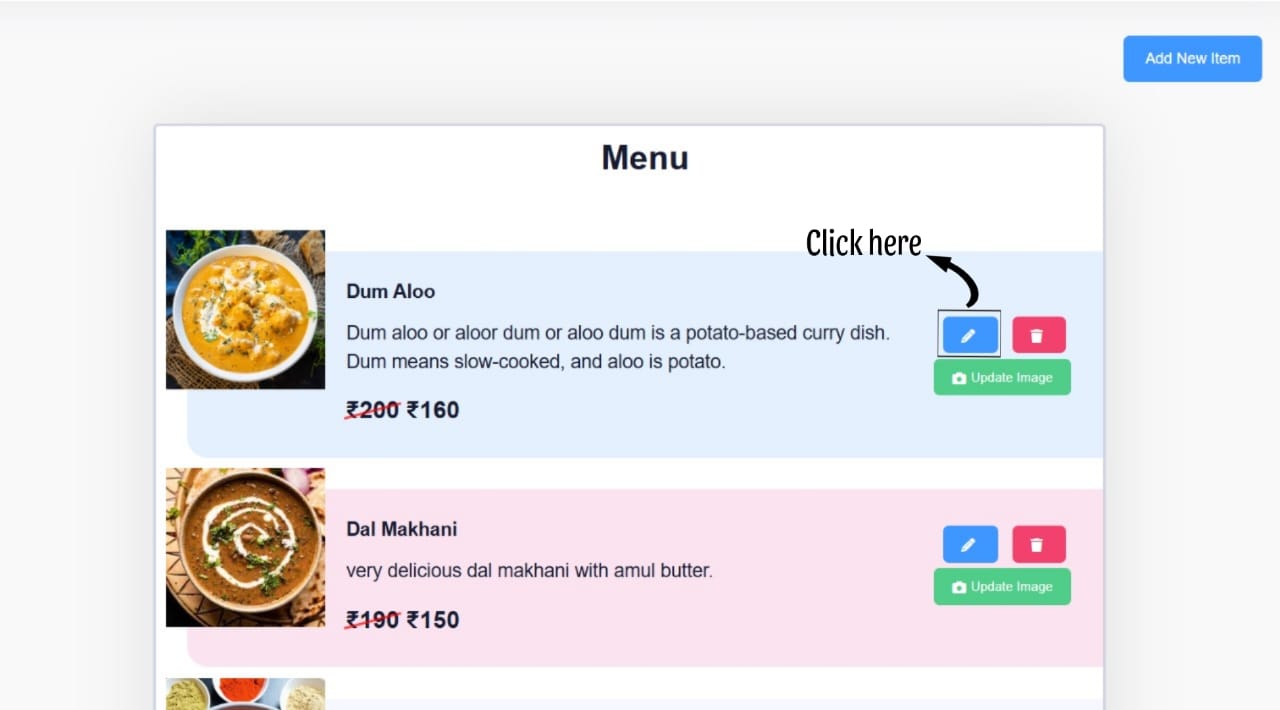 Add New Item
Menu
Click here
Dum Aloo
Dum aloo or aloor dum or aloo dum is a potato-based curry dish.
Dum means slow-cooked, and aloo is potato.
Update Image
₹200 ₹160
Dal Makhani
very delicious dal makhani with amul butter.
Update Image
₹190 ₹150